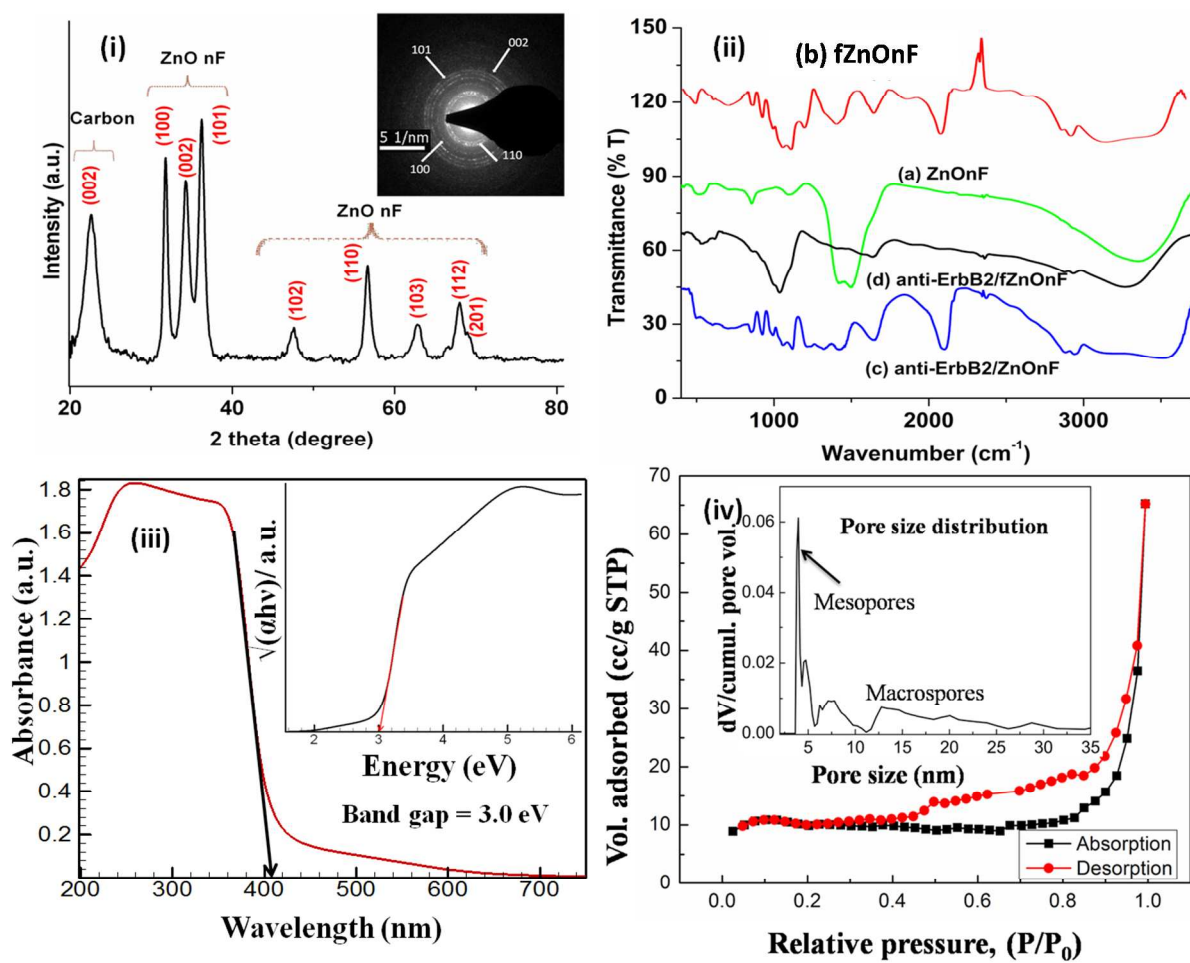 (i)
ZnO nF
Carbon
(002)
(100)
(002)
(101)
101
002
5 1/nm
100
110
ZnO nF
(102)
(110)
(103)
(112)
(201)
Intensity (a.u.)
20
40
60
80
2 theta (degree)
(ii)
(b) fZnOnF
(a) ZnOnF
(d) anti-ErbB2/fZnOnF
(c) anti-ErbB2/ZnOnF
Transmittance (% T)
150
120
90
60
30
0
1000
2000
3000
Wavenumber (cm⁻¹)
(iii)
Absorbance (a.u.)
1.8
1.6
1.4
1.2
1
0.8
0.6
0.4
0.2
200
300
400
500
600
700
Wavelength (nm)
√(αhν)/ a.u.
2
3
4
5
6
Energy (eV)
Band gap = 3.0 eV
(iv)
Vol. adsorbed (cc/g STP)
70
60
50
40
30
20
10
0
0.0
0.2
0.4
0.6
0.8
1.0
Relative pressure, (P/P₀)
Pore size distribution
Mesopores
Macrospores
dV/cumul. pore vol.
0.06
0.04
0.02
0.00
5
10
15
20
25
30
35
Pore size (nm)
Absorption
Desorption